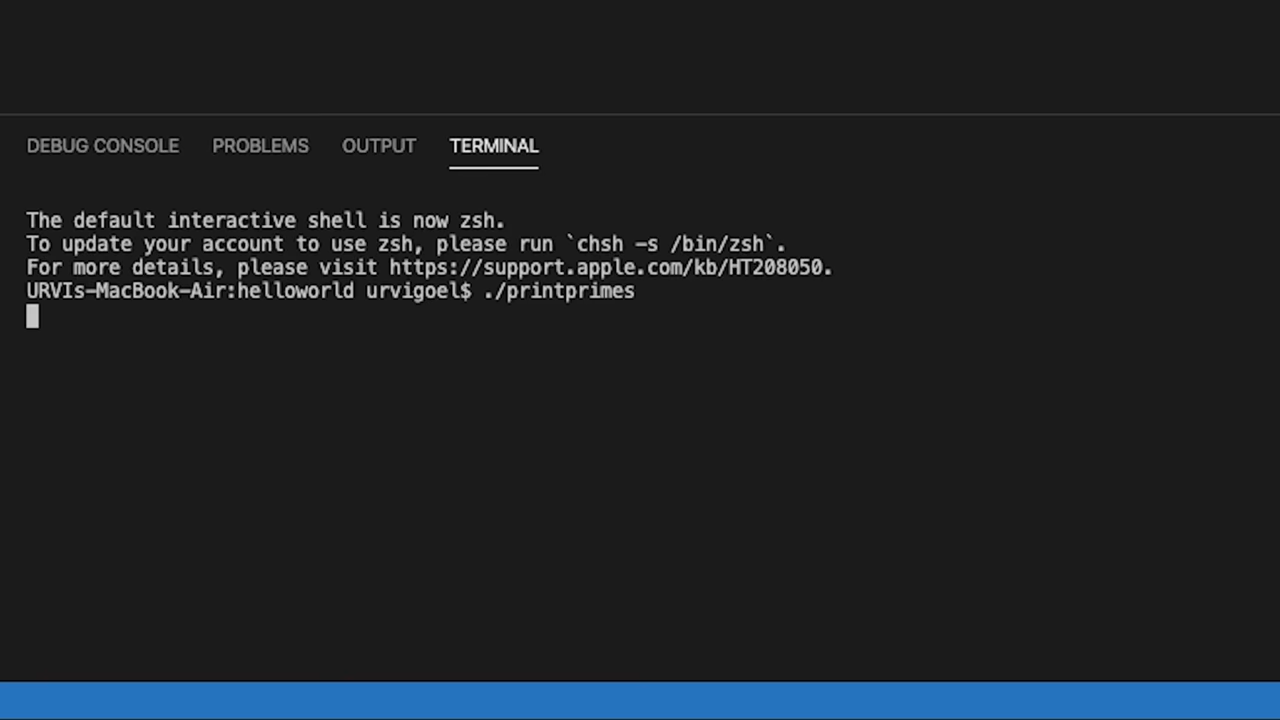 DEBUG CONSOLE PROBLEMS OUTPUT TERMINAL
The default interactive shell is now zsh.
To update your account to use zsh, please run `chsh -s /bin/zsh`.
For more details, please visit https://support.apple.com/kb/HT208050.
URVIs-MacBook-Air:helloworld urvigoel$ ./printprimes